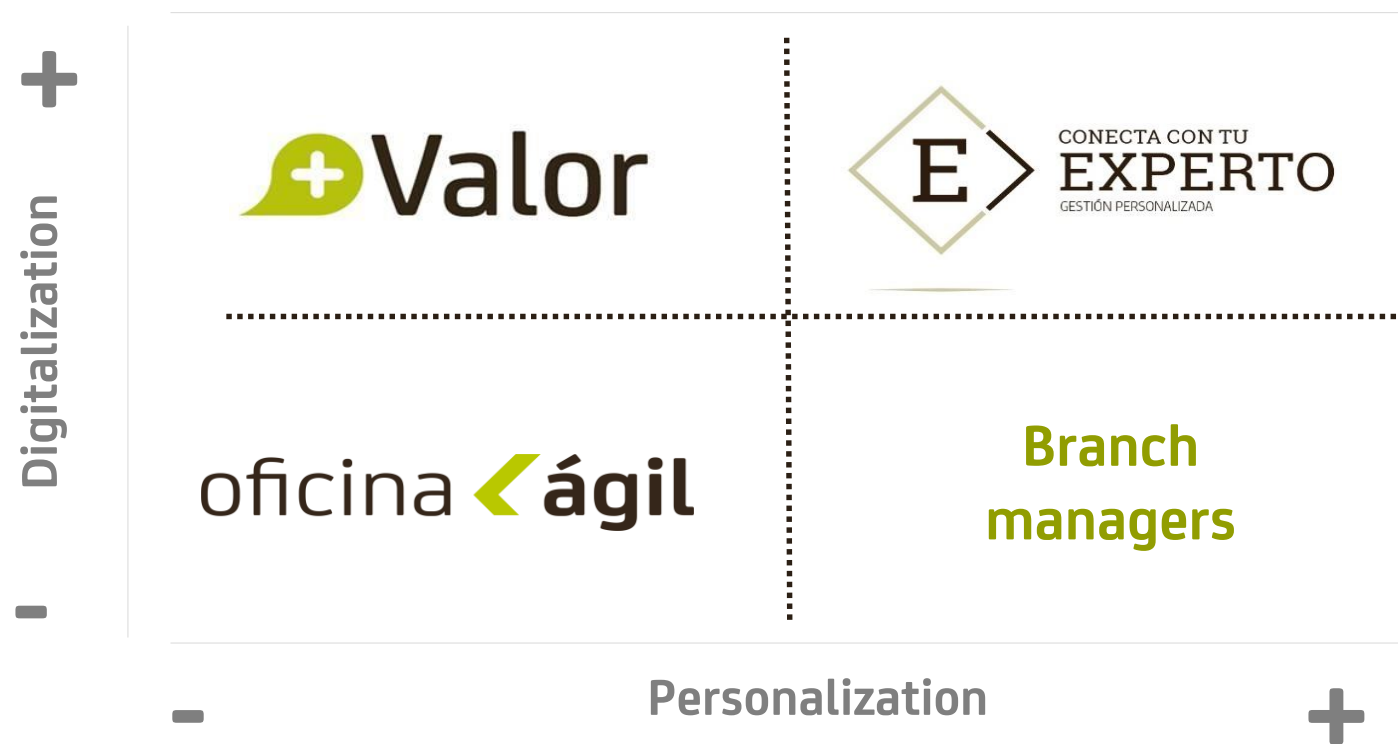 +
+Valor
E
CONECTA CON TU
EXPERTO
GESTIÓN PERSONALIZADA
Digitalization
oficina ágil
Branch
managers
-
Personalization
-
+